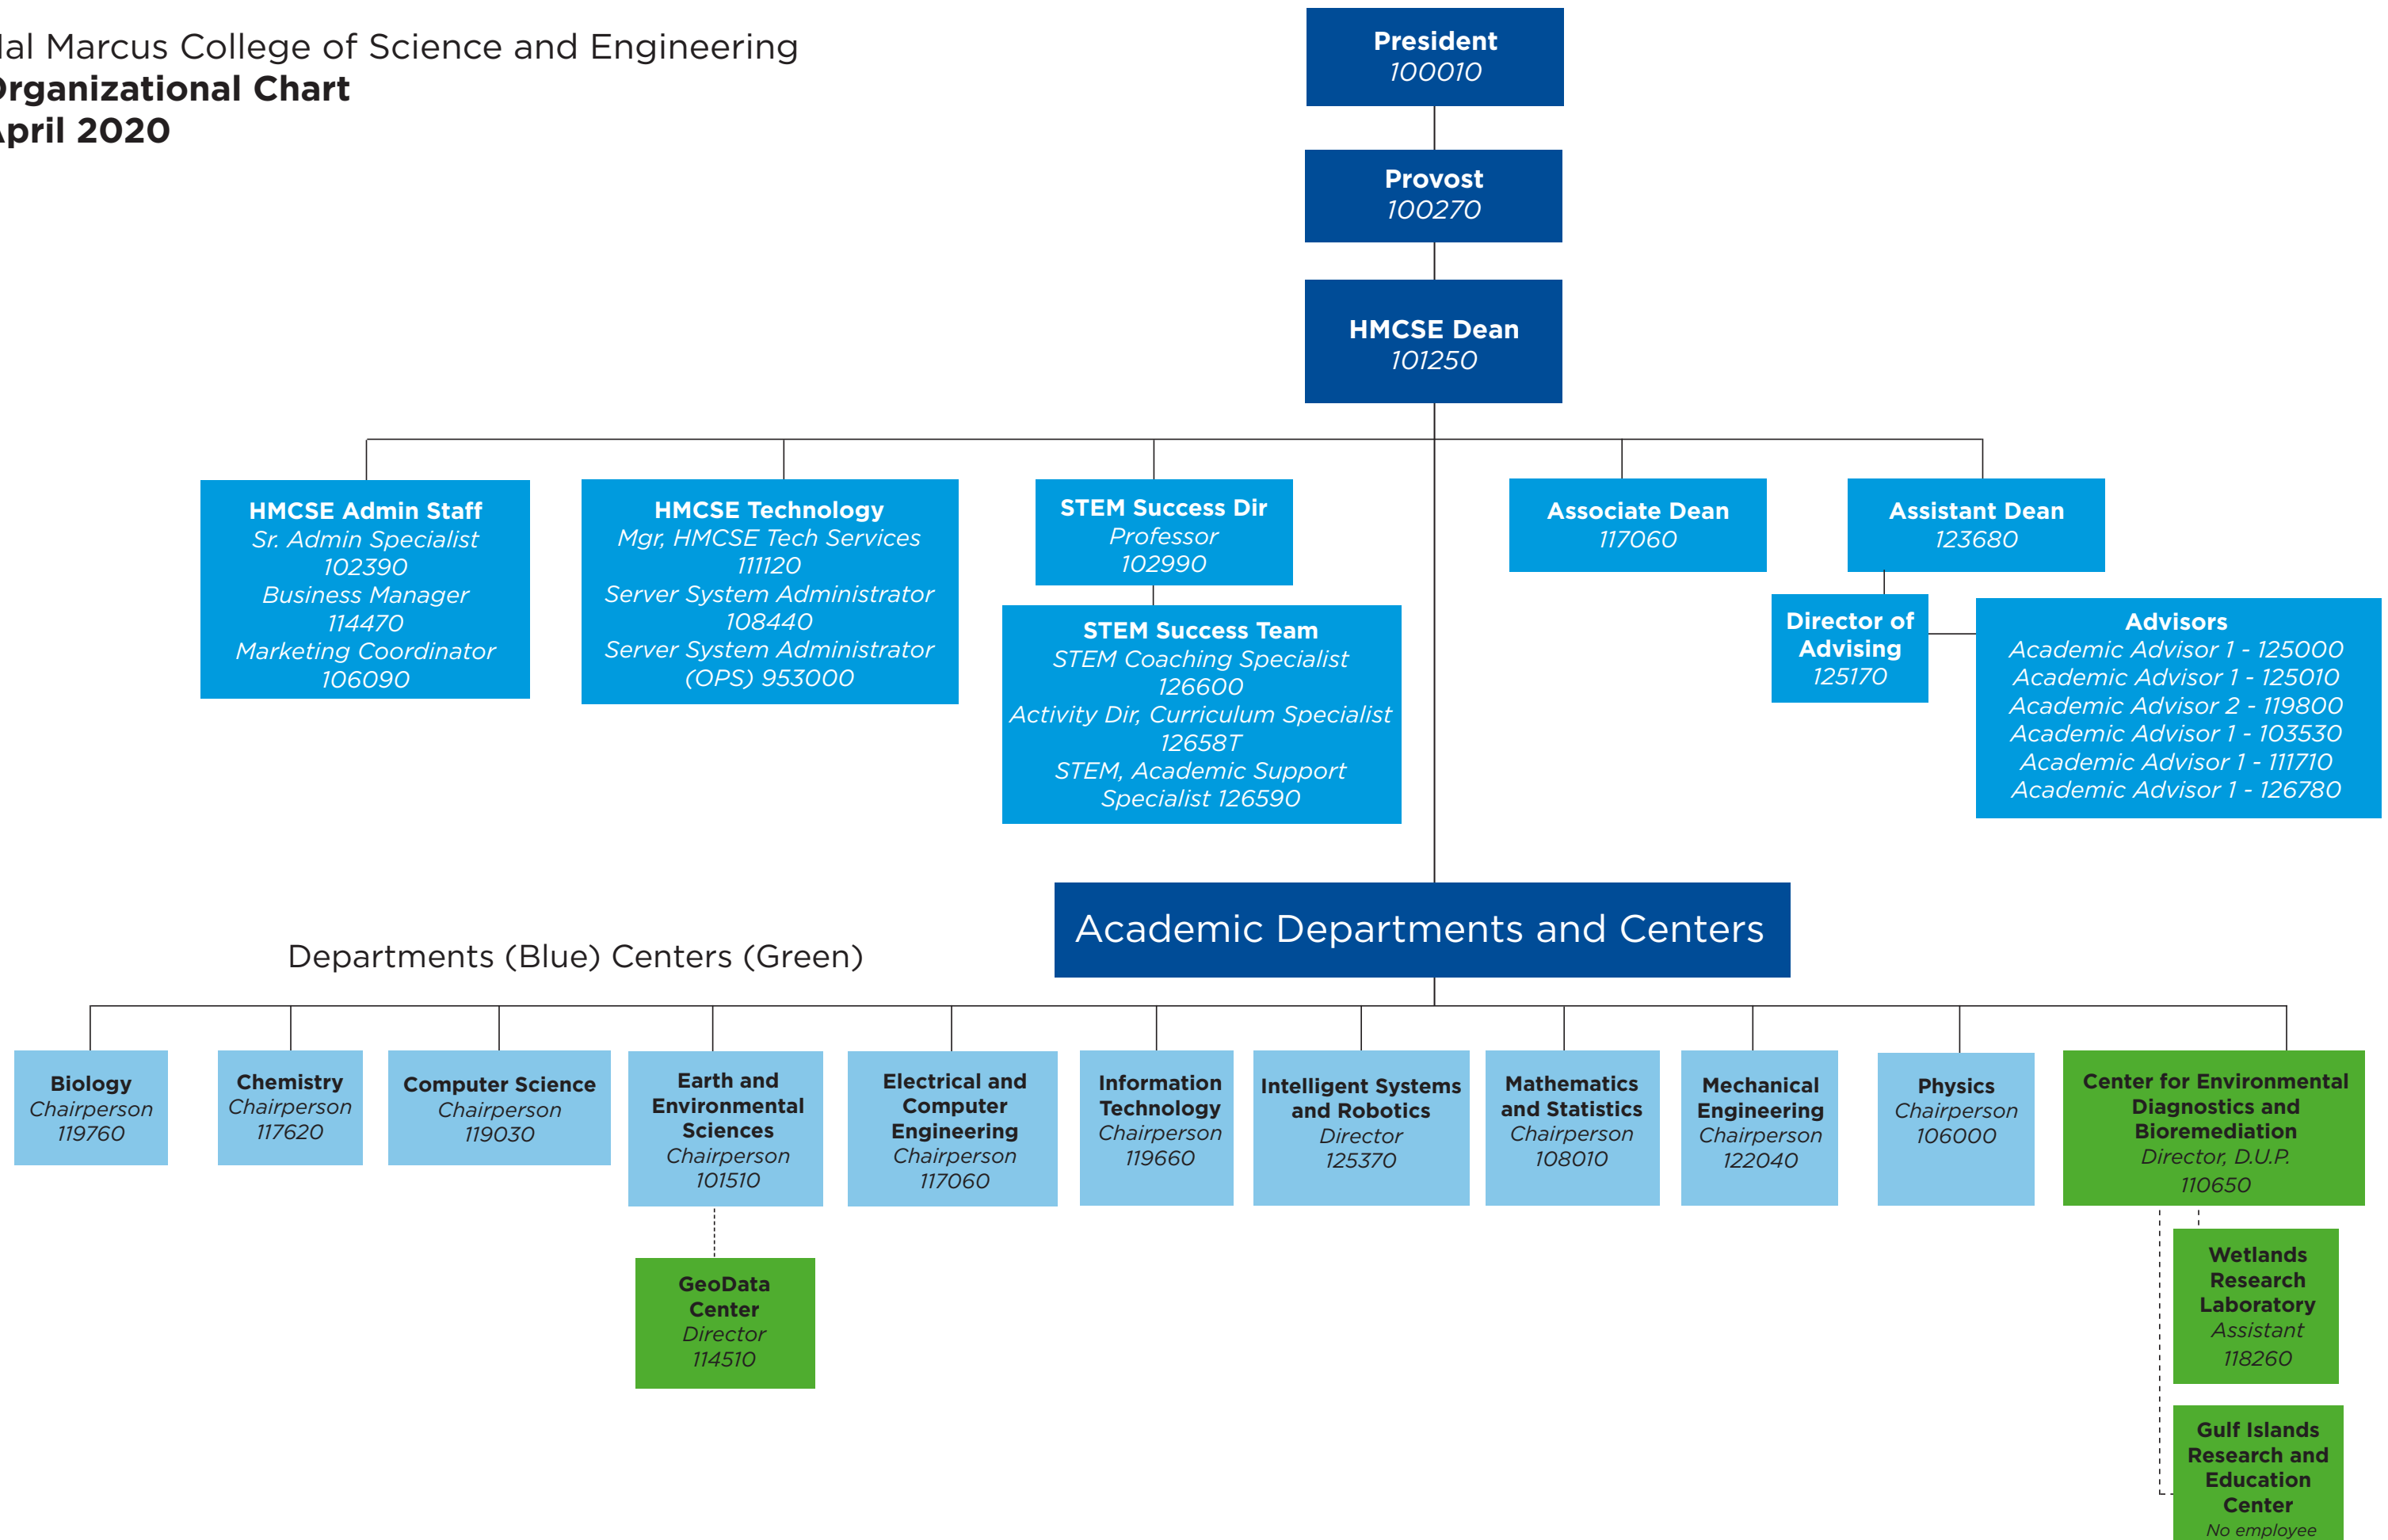 al Marcus College of Science and Engineering
Organizational Chart
April 2020
President
100010
Provost
100270
HMCSE Dean
101250
HMCSE Admin Staff
Sr. Admin Specialist
102390
Business Manager
114470
Marketing Coordinator
106090
HMCSE Technology
Mgr, HMCSE Tech Services
111120
Server System Administrator
108440
Server System Administrator
(OPS) 953000
STEM Success Dir
Professor
102990
STEM Success Team
STEM Coaching Specialist
126600
Activity Dir, Curriculum Specialist
12658T
STEM, Academic Support
Specialist 126590
Associate Dean
117060
Assistant Dean
123680
Director of
Advising
125170
Advisors
Academic Advisor 1 - 125000
Academic Advisor 1 - 125010
Academic Advisor 2 - 119800
Academic Advisor 1 - 103530
Academic Advisor 1 - 111710
Academic Advisor 1 - 126780
Academic Departments and Centers
Departments (Blue) Centers (Green)
Biology
Chairperson
119760
Chemistry
Chairperson
117620
Computer Science
Chairperson
119030
Earth and
Environmental
Sciences
Chairperson
101510
Electrical and
Computer
Engineering
Chairperson
117060
Information
Technology
Chairperson
119660
Intelligent Systems
and Robotics
Director
125370
Mathematics
and Statistics
Chairperson
108010
Mechanical
Engineering
Chairperson
122040
Physics
Chairperson
106000
Center for Environmental
Diagnostics and
Bioremediation
Director, D.U.P.
110650
GeoData
Center
Director
114510
Wetlands
Research
Laboratory
Assistant
118260
Gulf Islands
Research and
Education
Center
No employee